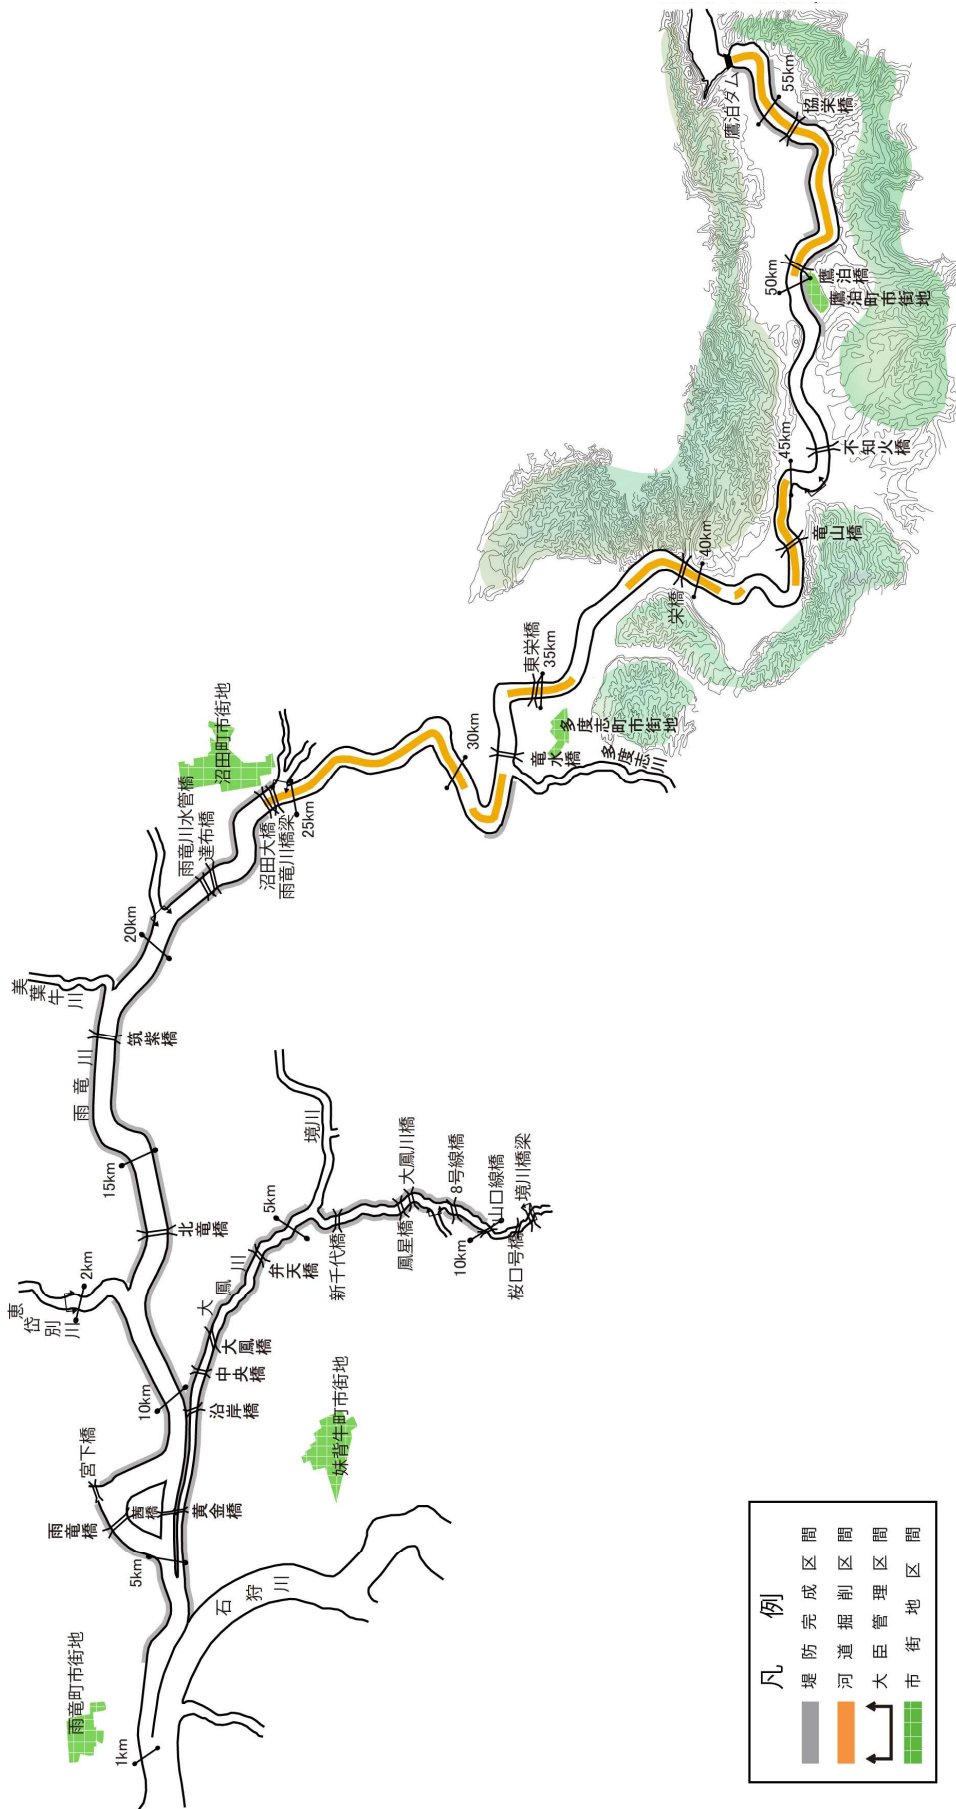 雨竜町市街地
1km
石狩川
5km
雨竜橋
宮下橋
茜橋
黄金橋
妹背牛町市街地
10km
沿岸橋
中央橋
大鳳橋
大鳳川
弁天橋
5km
境川
新千代橋
鳳星橋
大鳳川橋
8号線橋
10km
山口線橋
桜口号橋
境川橋梁
恵岱別川
2km
北竜橋
15km
雨竜川
筑紫橋
美葉牛川
20km
雨竜川水管橋
達布橋
沼田町市街地
沼田大橋
雨竜川橋梁
25km
30km
竜水橋
多度志川
多度志町市街地
東栄橋
35km
栄橋
40km
竜山橋
45km
不知火橋
50km
鷹泊橋
鷹泊町市街地
協栄橋
55km
鷹泊ダム
凡例
堤防完成区間
河道掘削区間
大臣管理区間
市街地区間